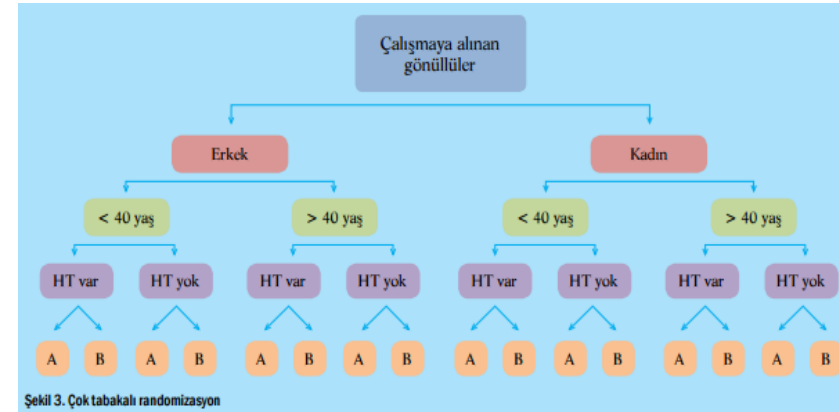 Çalışmaya alınan
gönüllüler
Erkek Kadın
< 40 yaş > 40 yaş < 40 yaş > 40 yaş
HT var HT yok HT var HT yok HT var HT yok HT var HT yok
A B A B A B A B A B A B A B A B
Şekil 3. Çok tabakalı randomizasyon